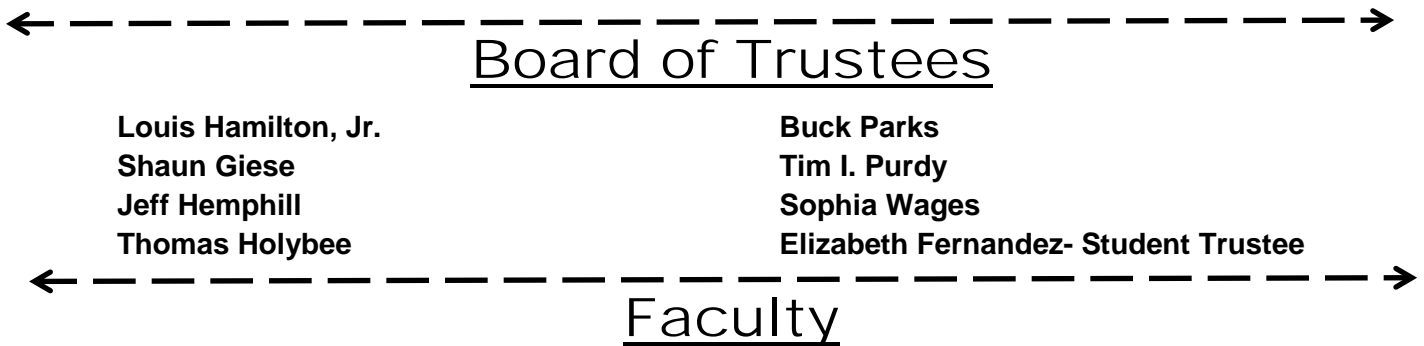 Board of Trustees
Louis Hamilton, Jr.
Shaun Giese
Jeff Hemphill
Thomas Holybee
Buck Parks
Tim I. Purdy
Sophia Wages
Elizabeth Fernandez- Student Trustee
Faculty